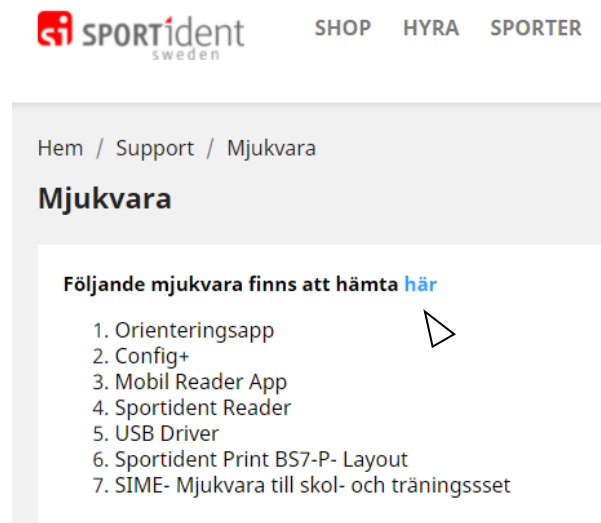 si SPORTident
sweden
SHOP HYRA SPORTER
Hem / Support / Mjukvara
Mjukvara
Följande mjukvara finns att hämta här
1. Orienteringsapp
2. Config+
3. Mobil Reader App
4. Sportident Reader
5. USB Driver
6. Sportident Print BS7-P- Layout
7. SIME- Mjukvara till skol- och träningssset